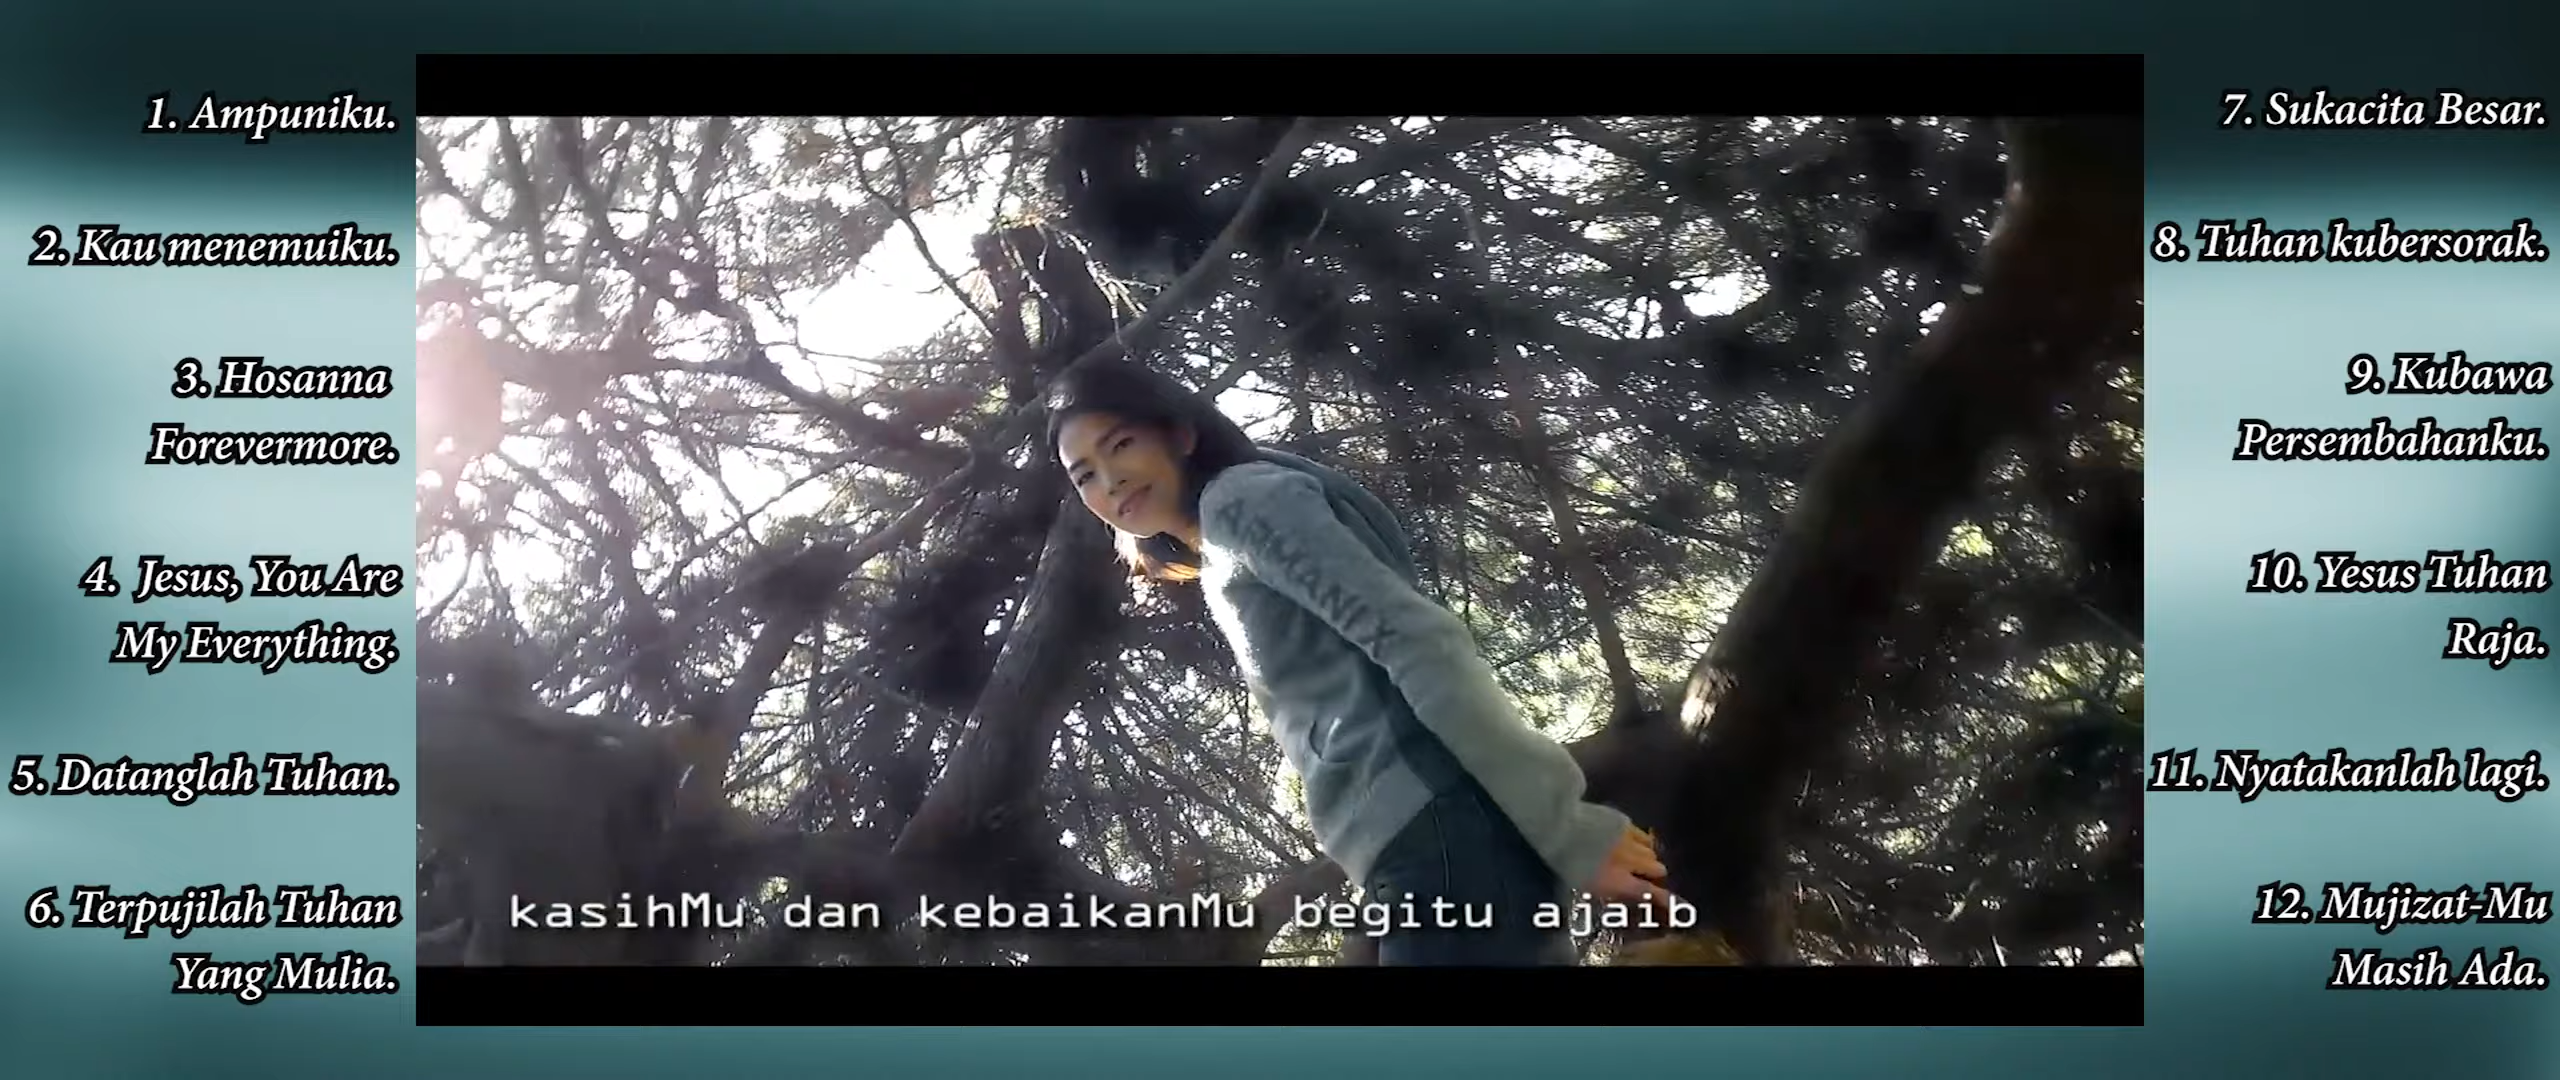 1. Ampuniku.
2. Kau menemuiku.
3. Hosanna
Forevermore.
4. Jesus, You Are
My Everything.
5. Datanglah Tuhan.
6. Terpujilah Tuhan
Yang Mulia.
ARMANI X
kasihMu dan kebaikanMu begitu ajaib
7. Sukacita Besar.
8. Tuhan kubersorak.
9. Kubawa
Persembahanku.
10. Yesus Tuhan
Raja.
11. Nyatakanlah lagi.
12. Mujizat-Mu
Masih Ada.